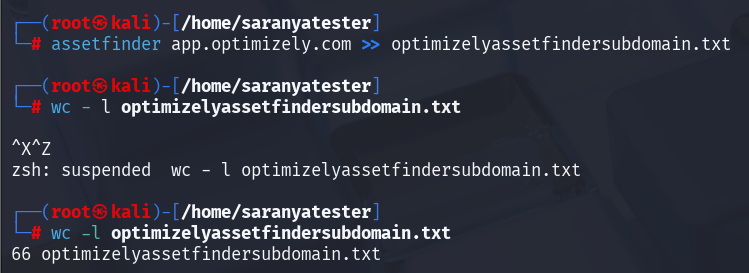 ┌──(root㉿kali)-[/home/saranyatester]
└─# assetfinder app.optimizely.com >> optimizelyassetfindersubdomain.txt
┌──(root㉿kali)-[/home/saranyatester]
└─# wc - l optimizelyassetfindersubdomain.txt
^X^Z
zsh: suspended  wc - l optimizelyassetfindersubdomain.txt
┌──(root㉿kali)-[/home/saranyatester]
└─# wc -l optimizelyassetfindersubdomain.txt
66 optimizelyassetfindersubdomain.txt